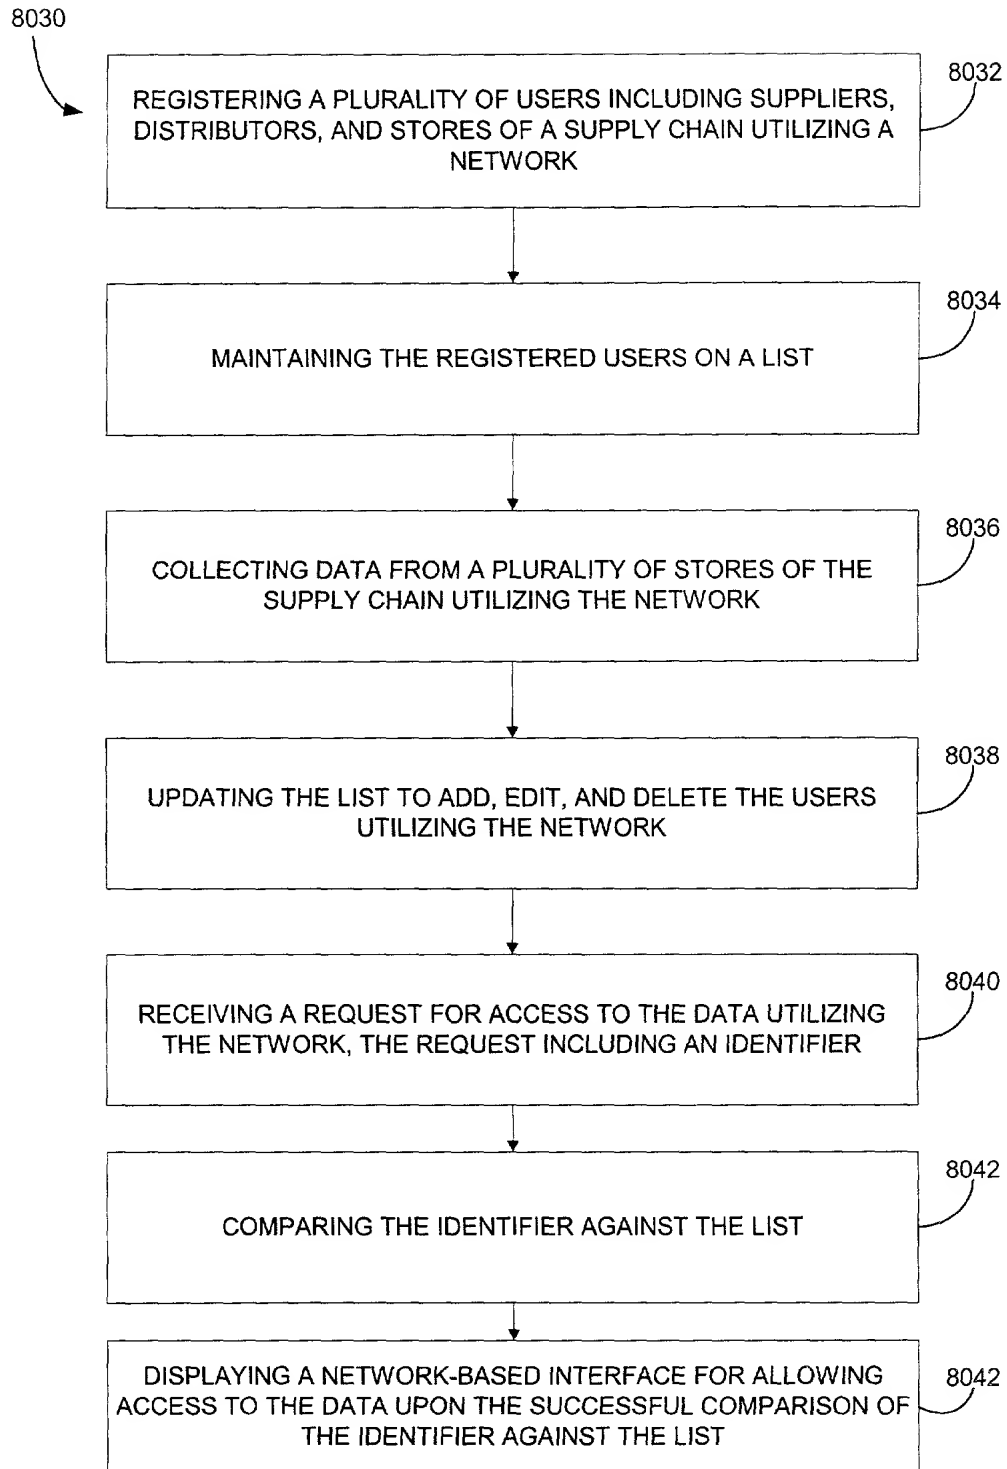 8030
8032
REGISTERING A PLURALITY OF USERS INCLUDING SUPPLIERS,
DISTRIBUTORS, AND STORES OF A SUPPLY CHAIN UTILIZING A
NETWORK
8034
MAINTAINING THE REGISTERED USERS ON A LIST
8036
COLLECTING DATA FROM A PLURALITY OF STORES OF THE
SUPPLY CHAIN UTILIZING THE NETWORK
8038
UPDATING THE LIST TO ADD, EDIT, AND DELETE THE USERS
UTILIZING THE NETWORK
8040
RECEIVING A REQUEST FOR ACCESS TO THE DATA UTILIZING
THE NETWORK, THE REQUEST INCLUDING AN IDENTIFIER
8042
COMPARING THE IDENTIFIER AGAINST THE LIST
8042
DISPLAYING A NETWORK-BASED INTERFACE FOR ALLOWING
ACCESS TO THE DATA UPON THE SUCCESSFUL COMPARISON OF
THE IDENTIFIER AGAINST THE LIST